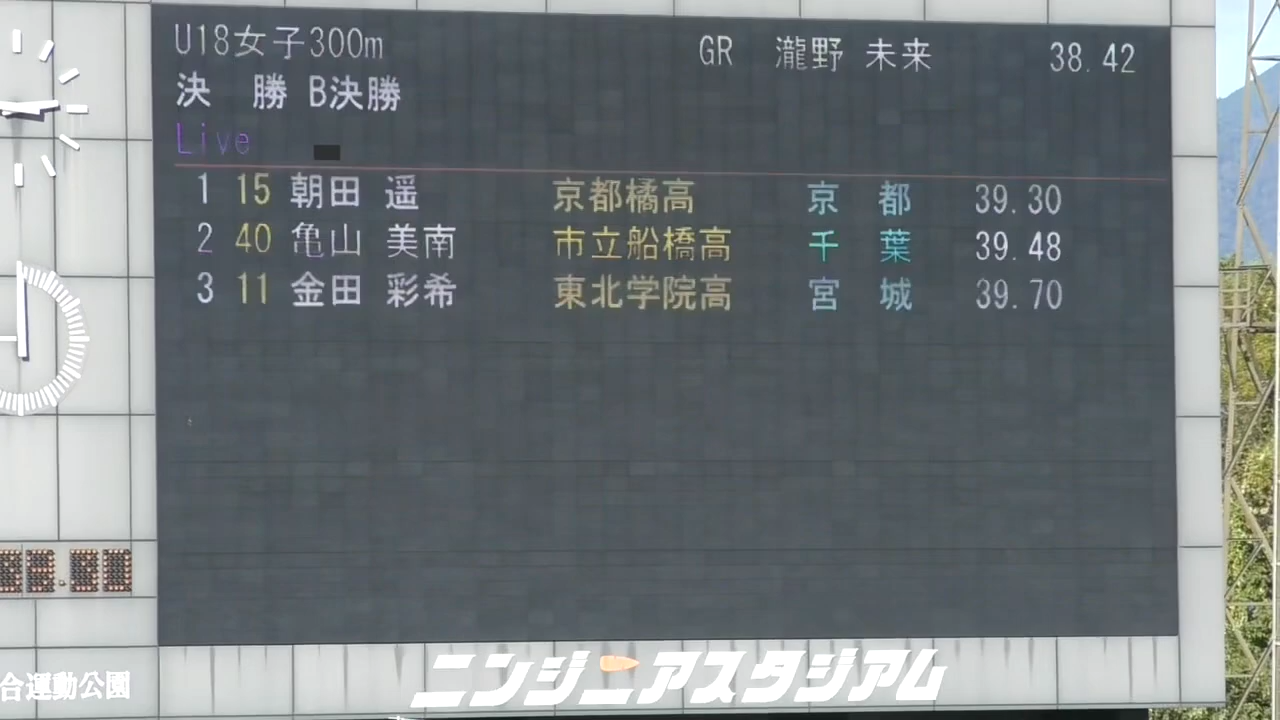 U18女子300m GR 瀧野 未来 38.42
決 勝 B決勝
Live
1 15 朝田 遥 京都橘高 京 都 39.30
2 40 亀山 美南 市立船橋高 千 葉 39.48
3 11 金田 彩希 東北学院高 宮 城 39.70
合運動公園
ニンジニアスタジアム